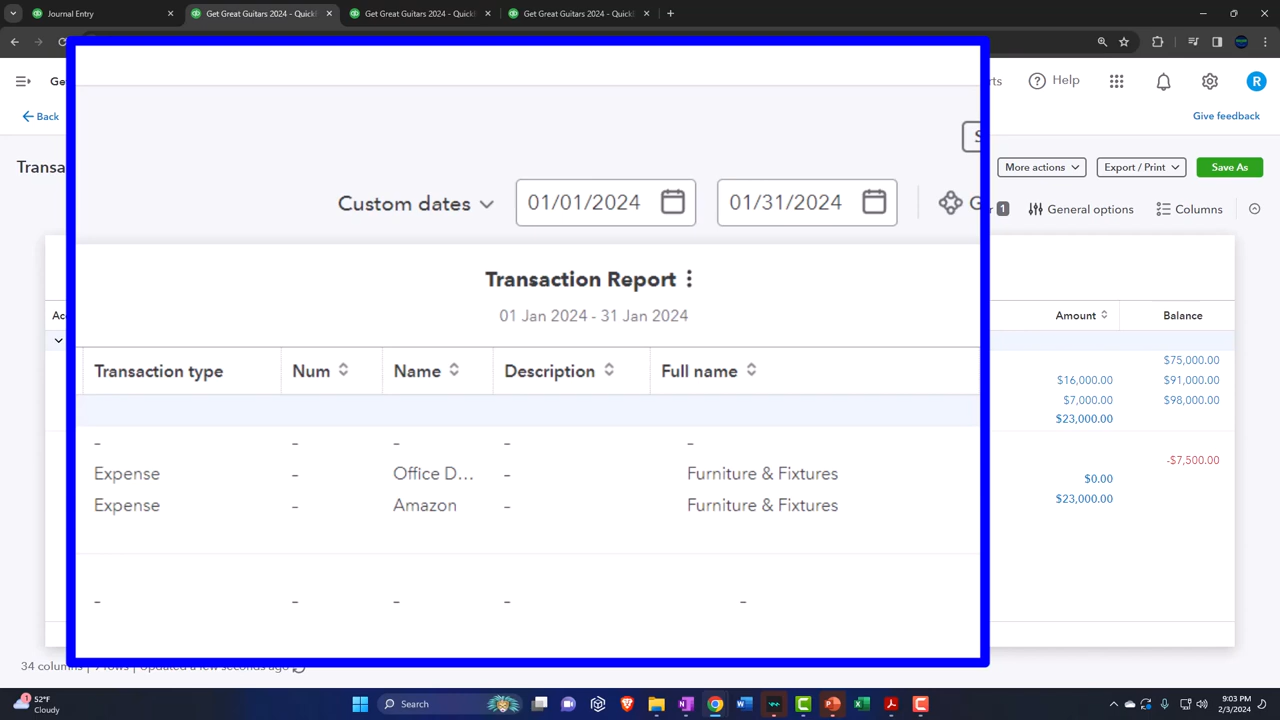 Journal Entry
Get Great Guitars 2024 - QuickB
Get Great Guitars 2024 - QuickB
Get Great Guitars 2024 - QuickB
Help
Back
Give feedback
More actions
Export / Print
Save As
Custom dates
01/01/2024
01/31/2024
1
General options
Columns
Transaction Report
01 Jan 2024 - 31 Jan 2024
Transaction type
Num
Name
Description
Full name
Amount
Balance
- - - - - $75,000.00
Expense - Office D... - Furniture & Fixtures $16,000.00 $91,000.00
Expense - Amazon - Furniture & Fixtures $7,000.00 $98,000.00
$23,000.00
- - - - - -$7,500.00
$0.00
$23,000.00
34 columns
52°F
Cloudy
Search
9:03 PM
2/3/2024
R